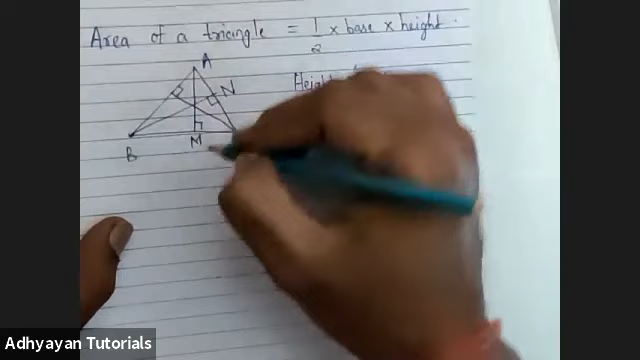 Area of a triangle = 1/2 × base × height.
A
N
B
M
Adhyayan Tutorials